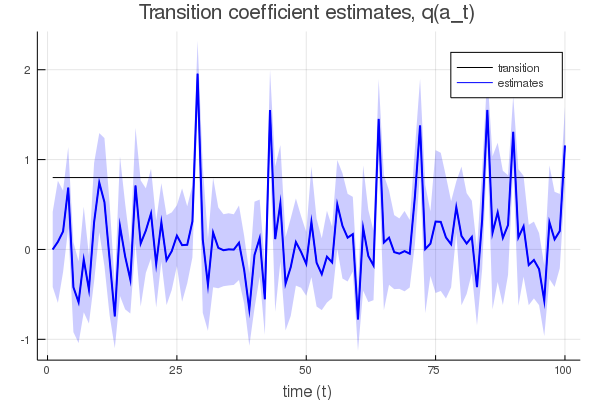 Transition coefficient estimates, q(a_t)
transition
estimates
2
1
0
-1
0
25
50
75
100
time (t)